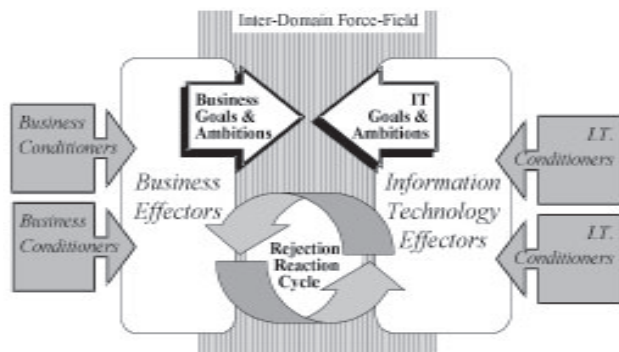 Inter-Domain Force-Field
Business
Goals &
Ambitions
IT
Goals &
Ambitions
Business
Conditioners
Business
Conditioners
Business
Effectors
Information
Technology
Effectors
I.T.
Conditioners
I.T.
Conditioners
Rejection
Reaction
Cycle